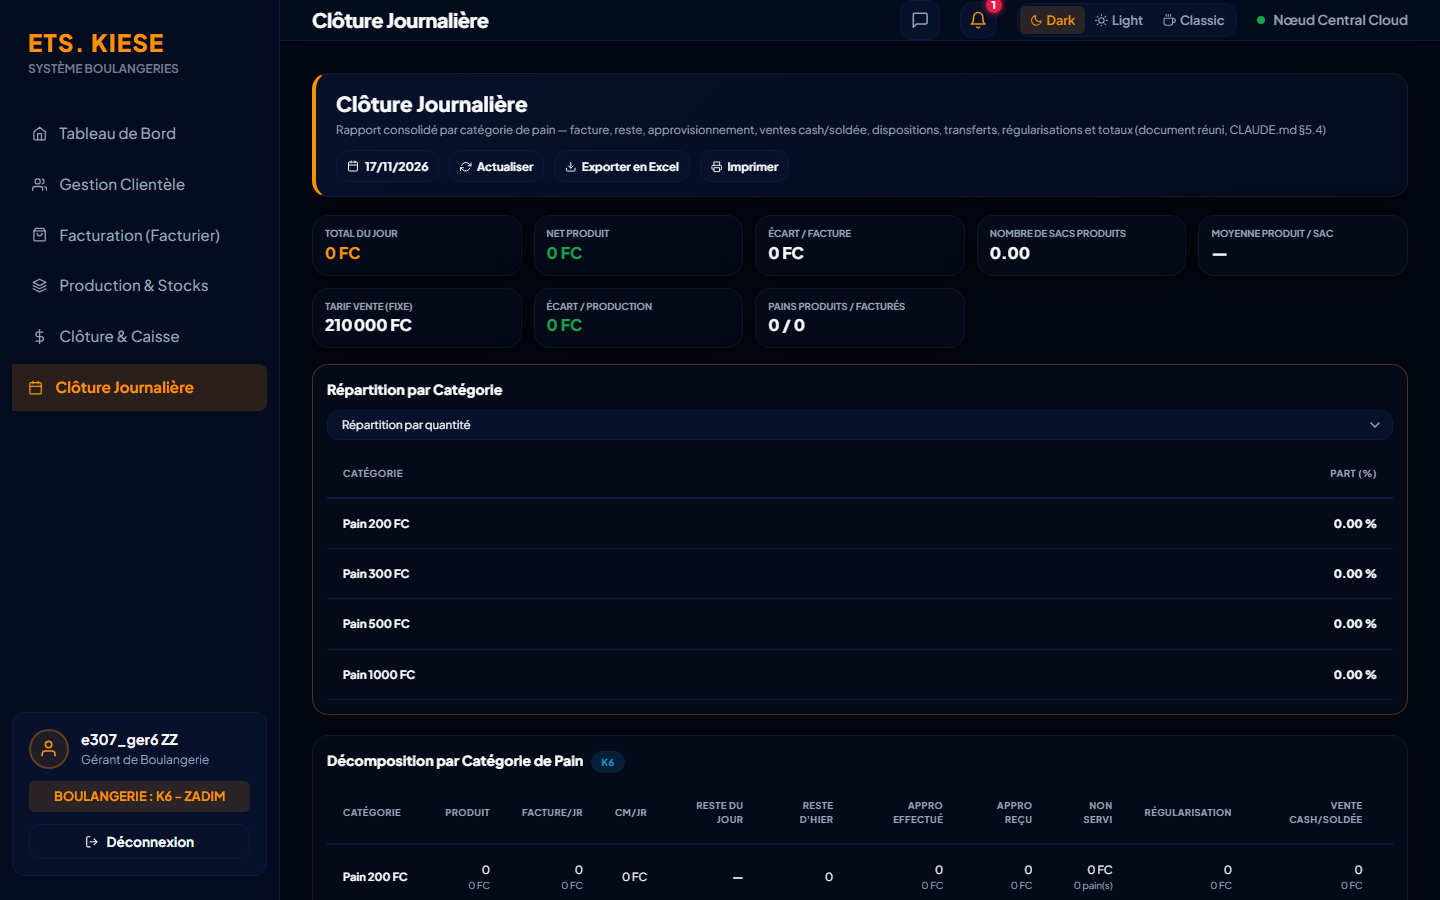 ETS. KIESE
SYSTÈME BOULANGERIES
Tableau de Bord
Gestion Clientèle
Facturation (Facturier)
Production & Stocks
Clôture & Caisse
Clôture Journalière
e307_ger6 ZZ
Gérant de Boulangerie
BOULANGERIE : K6 - ZADIM
Déconnexion
Clôture Journalière
1
Dark
Light
Classic
Nœud Central Cloud
Clôture Journalière
Rapport consolidé par catégorie de pain — facture, reste, approvisionnement, ventes cash/soldée, dispositions, transferts, régularisations et totaux (document réuni, CLAUDE.md §5.4)
17/11/2026
Actualiser
Exporter en Excel
Imprimer
TOTAL DU JOUR
0 FC
NET PRODUIT
0 FC
ÉCART / FACTURE
0 FC
NOMBRE DE SACS PRODUITS
0.00
MOYENNE PRODUIT / SAC
—
TARIF VENTE (FIXE)
210 000 FC
ÉCART / PRODUCTION
0 FC
PAINS PRODUITS / FACTURÉS
0 / 0
Répartition par Catégorie
Répartition par quantité
CATÉGORIE PART (%)
Pain 200 FC 0.00 %
Pain 300 FC 0.00 %
Pain 500 FC 0.00 %
Pain 1000 FC 0.00 %
Décomposition par Catégorie de Pain K6
CATÉGORIE PRODUIT FACTURE/JR CM/JR RESTE DU JOUR RESTE D'HIER APPRO EFFECTUÉ APPRO REÇU NON SERVI RÉGULARISATION VENTE CASH/SOLDÉE
Pain 200 FC 0 0 0 FC — 0 0 0 0 FC 0 0
0 FC 0 FC 0 FC 0 FC 0 pain(s) 0 FC 0 FC